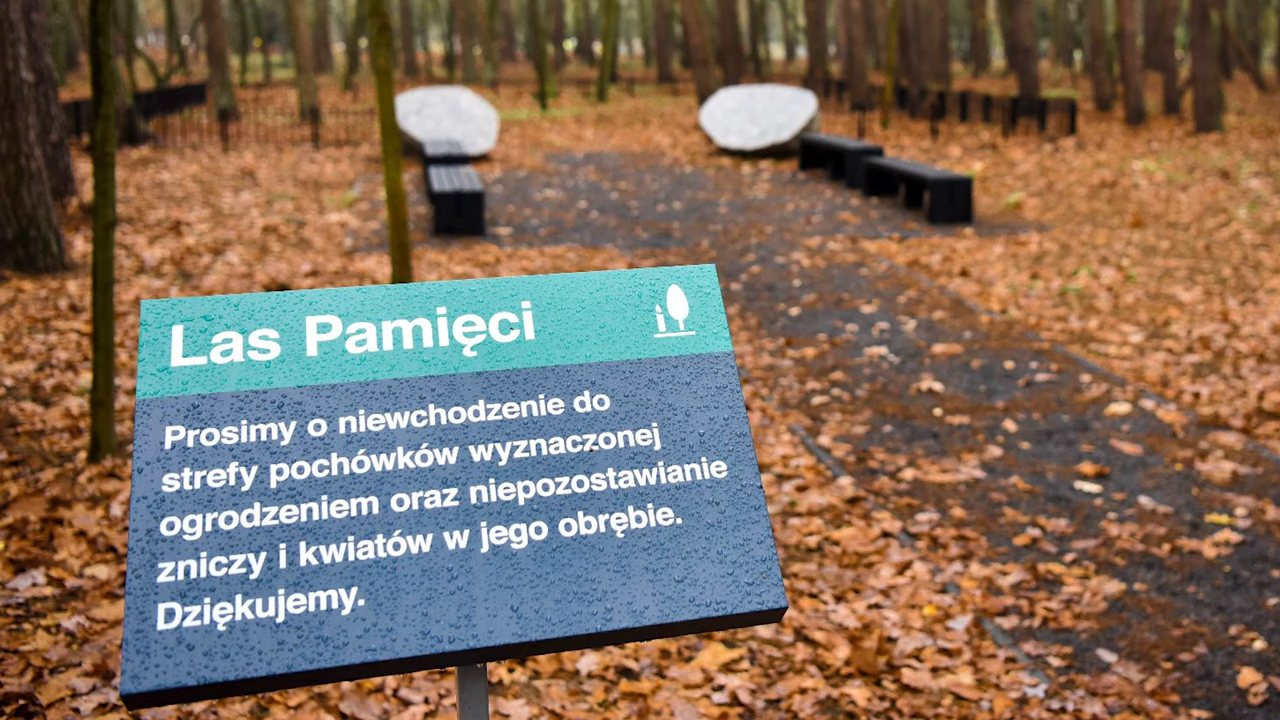 Las Pamięci
Prosimy o niewchodzenie do
strefy pochówków wyznaczonej
ogrodzeniem oraz niepozostawianie
zniczy i kwiatów w jego obrębie.
Dziękujemy.